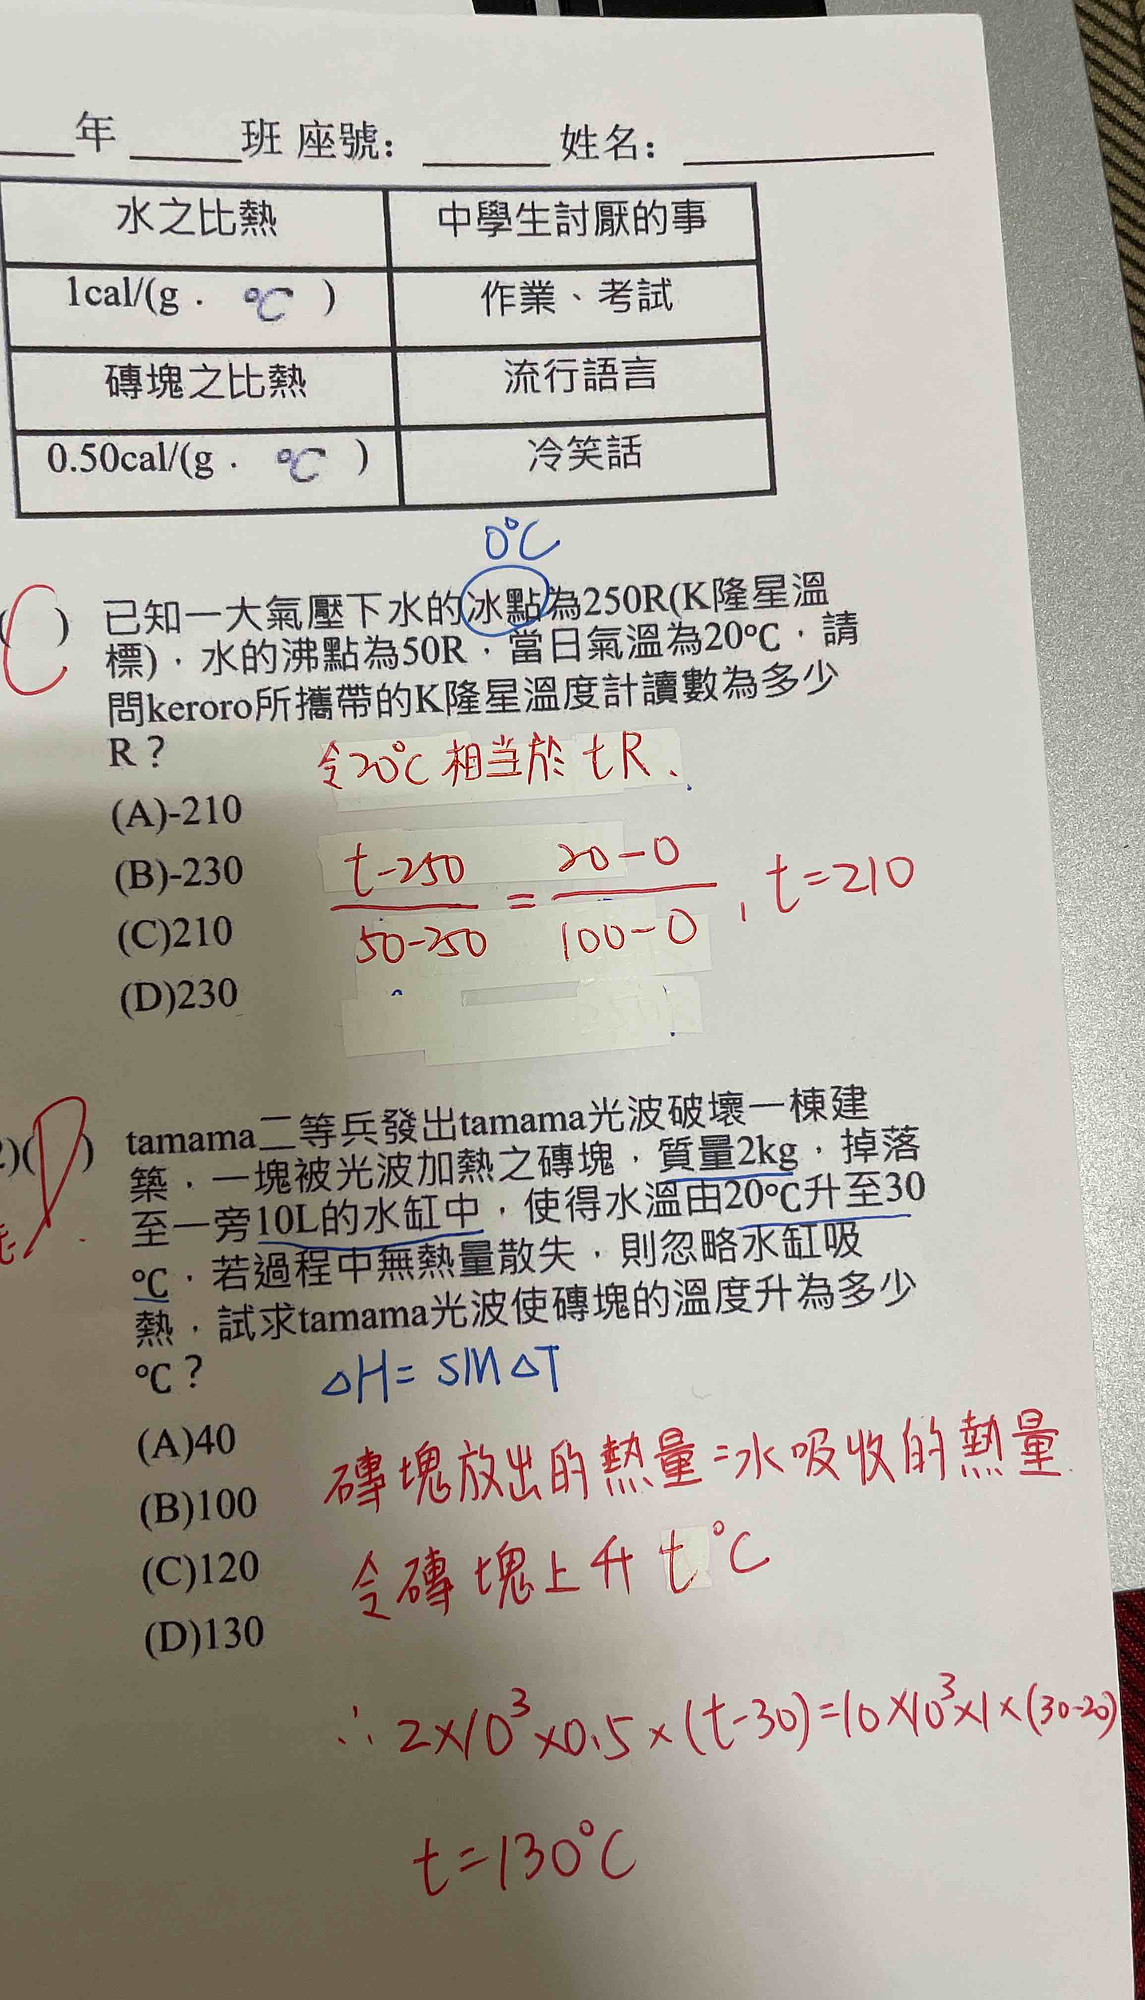 年 班 座號: 姓名:
水之比熱 中學生討厭的事
1cal/(g · ℃ ) 作業、考試
磚塊之比熱 流行語言
0.50cal/(g · ℃ ) 冷笑話
0℃
(C) 已知一大氣壓下水的冰點為250R(K隆星溫
標)，水的沸點為50R，當日氣溫為20℃，請
問keroro所攜帶的K隆星溫度計讀數為多少
R？
令20℃相当於 t R、
(A)-210
(B)-230
(C)210
(D)230
t-250 / 50-250 = 20-0 / 100-0 , t=210
)(D) tamama二等兵發出tamama光波破壞一棟建
築，一塊被光波加熱之磚塊，質量2kg，掉落
至一旁10L的水缸中，使得水溫由20℃升至30
℃，若過程中無熱量散失，則忽略水缸吸
熱，試求tamama光波使磚塊的溫度升為多少
℃？
△H= SM△T
(A)40
(B)100
(C)120
(D)130
磚塊放出的熱量=水吸收的熱量
令磚塊上升 t ℃
∴ 2×10³×0.5×(t-30)=10×10³×1×(30-20)
t=130℃